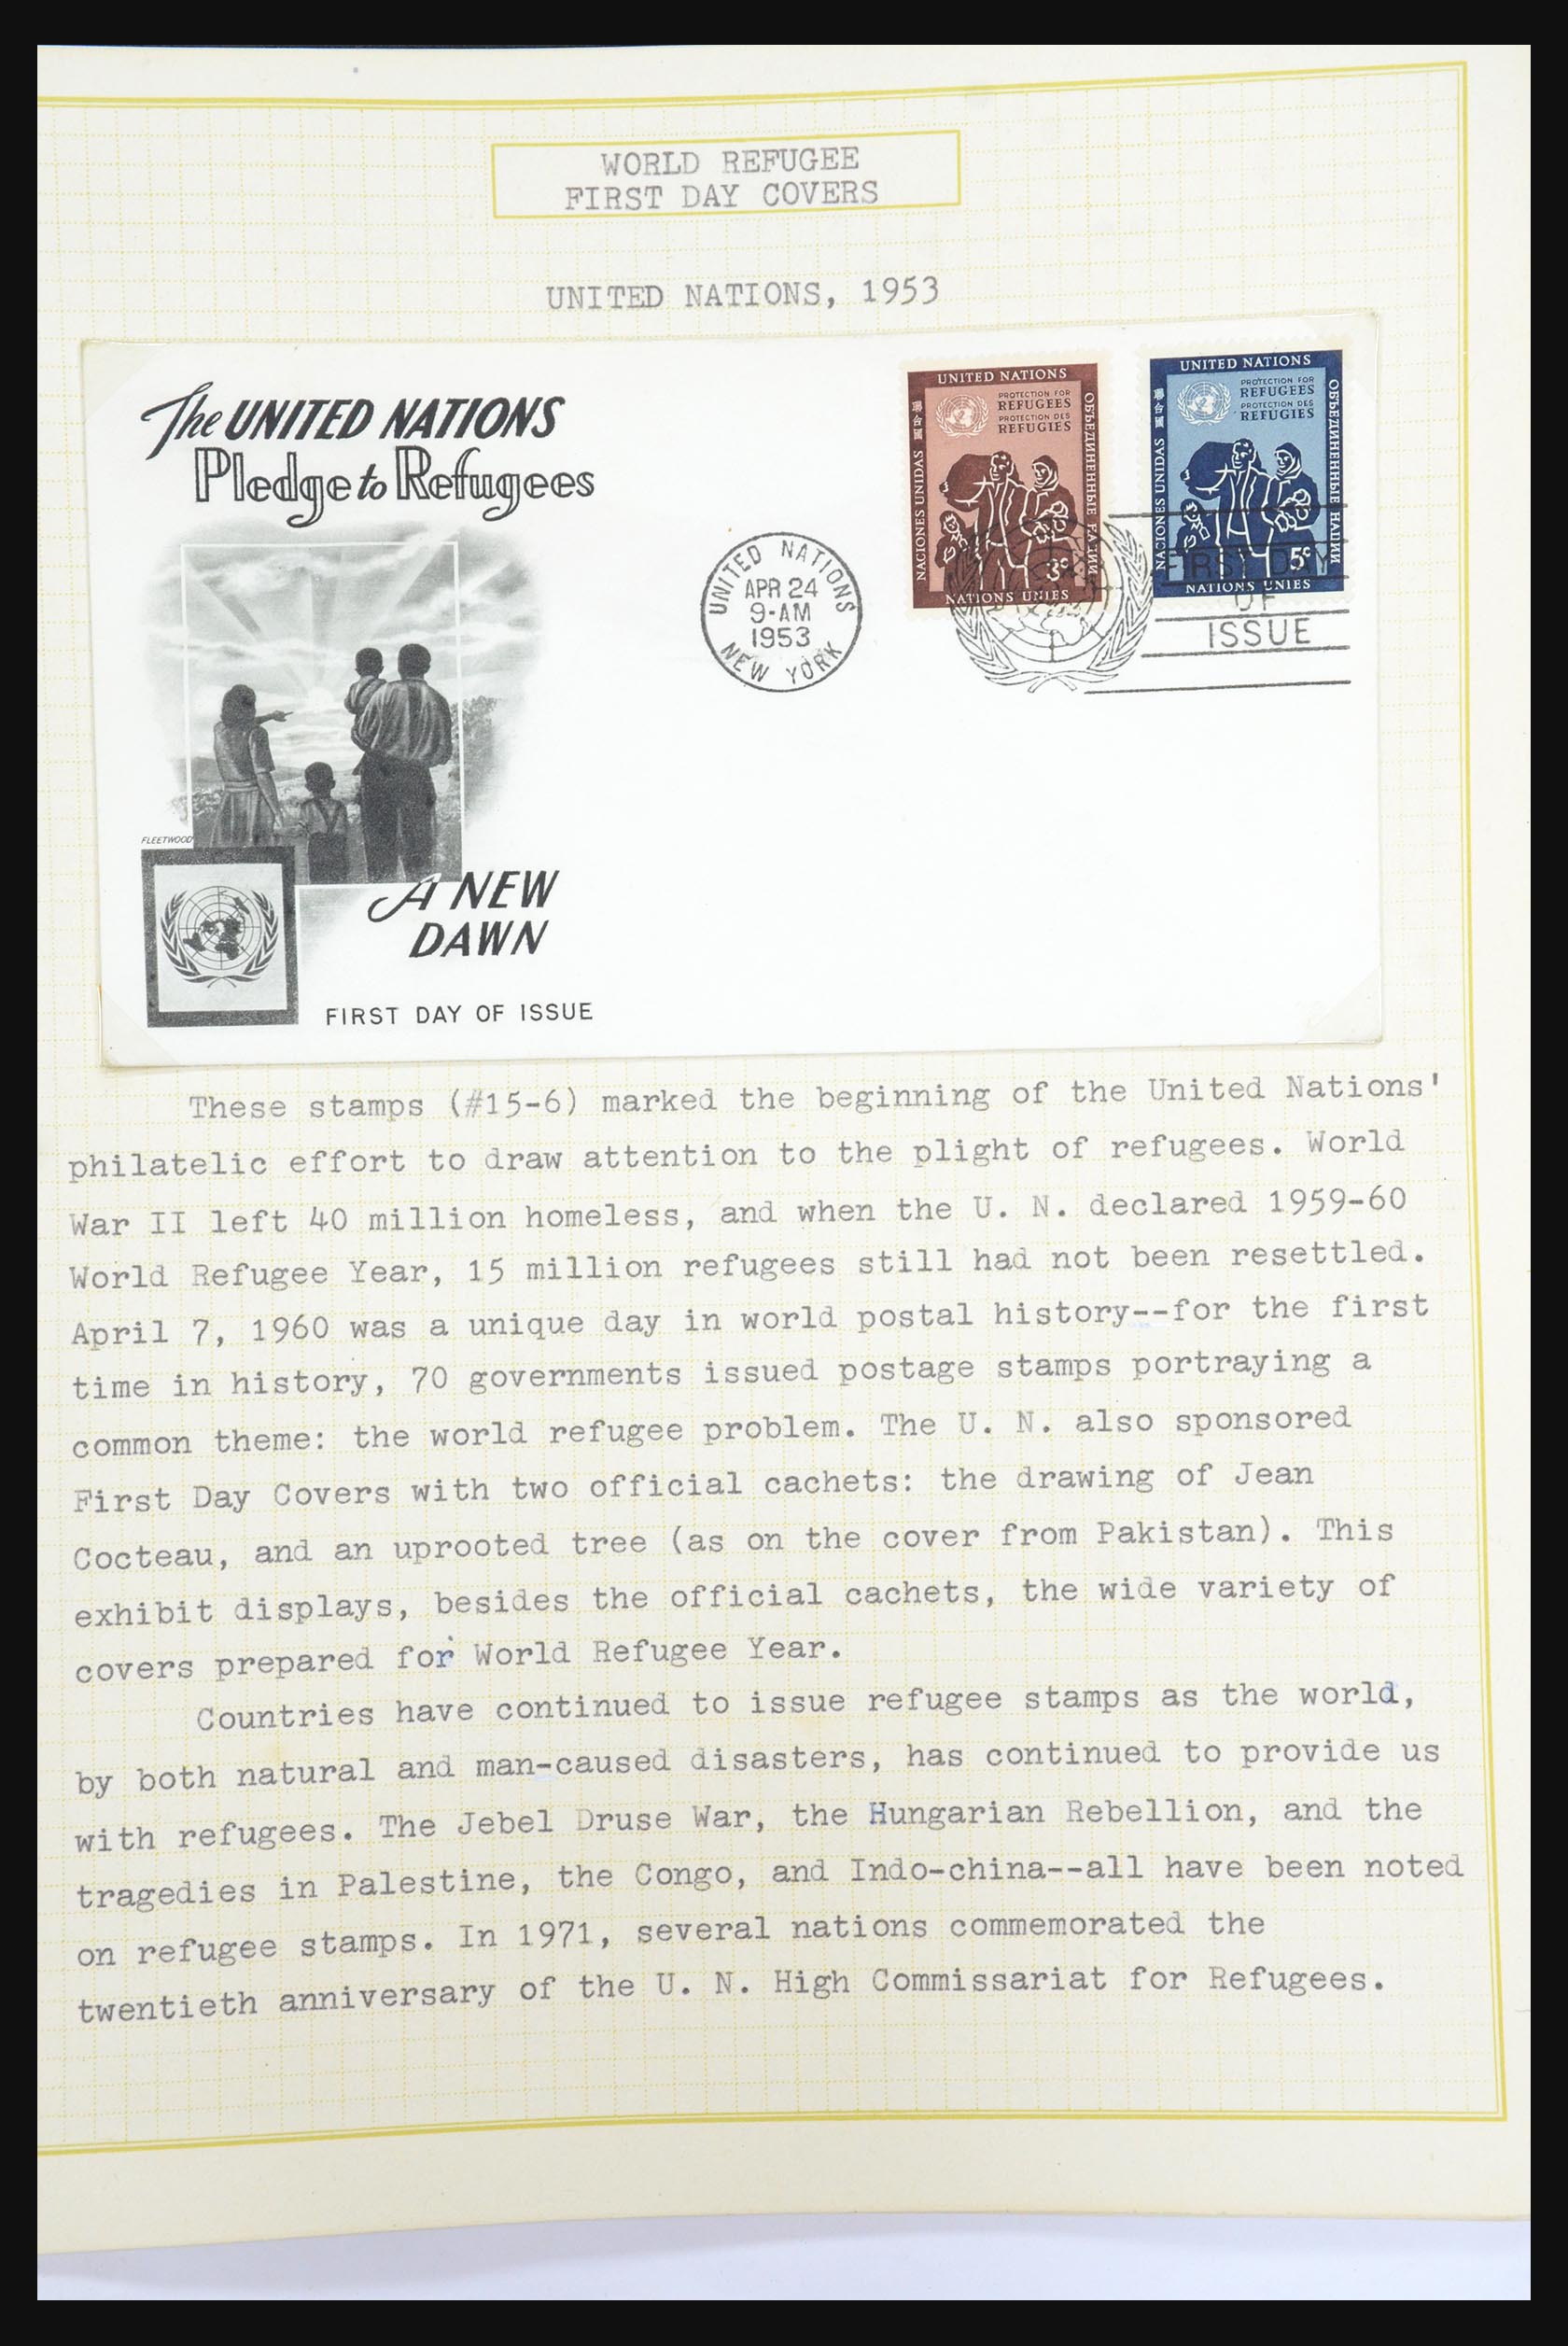 WORLD REFUGEE
FIRST DAY COVERS
UNITED NATIONS, 1953
The UNITED NATIONS
Pledge to Refugees
FLEETWOOD
A NEW
DAWN
FIRST DAY OF ISSUE
UNITED NATIONS
APR 24
9-AM
1953
NEW YORK
UNITED NATIONS
PROTECTION FOR
REFUGEES
PROTECTION DES
REFUGIES
NACIONES UNIDAS
ОБЪЕДИНЕННЫЕ НАЦИИ
3c
NATIONS UNIES
UNITED NATIONS
PROTECTION FOR
REFUGEES
PROTECTION DES
REFUGIES
NACIONES UNIDAS
ОБЪЕДИНЕННЫЕ НАЦИИ
5c
NATIONS UNIES
FIRST DAY
OF
ISSUE
These stamps (#15-6) marked the beginning of the United Nations'
philatelic effort to draw attention to the plight of refugees. World
War II left 40 million homeless, and when the U. N. declared 1959-60
World Refugee Year, 15 million refugees still had not been resettled.
April 7, 1960 was a unique day in world postal history--for the first
time in history, 70 governments issued postage stamps portraying a
common theme: the world refugee problem. The U. N. also sponsored
First Day Covers with two official cachets: the drawing of Jean
Cocteau, and an uprooted tree (as on the cover from Pakistan). This
exhibit displays, besides the official cachets, the wide variety of
covers prepared for World Refugee Year.
Countries have continued to issue refugee stamps as the world,
by both natural and man-caused disasters, has continued to provide us
with refugees. The Jebel Druse War, the Hungarian Rebellion, and the
tragedies in Palestine, the Congo, and Indo-china--all have been noted
on refugee stamps. In 1971, several nations commemorated the
twentieth anniversary of the U. N. High Commissariat for Refugees.